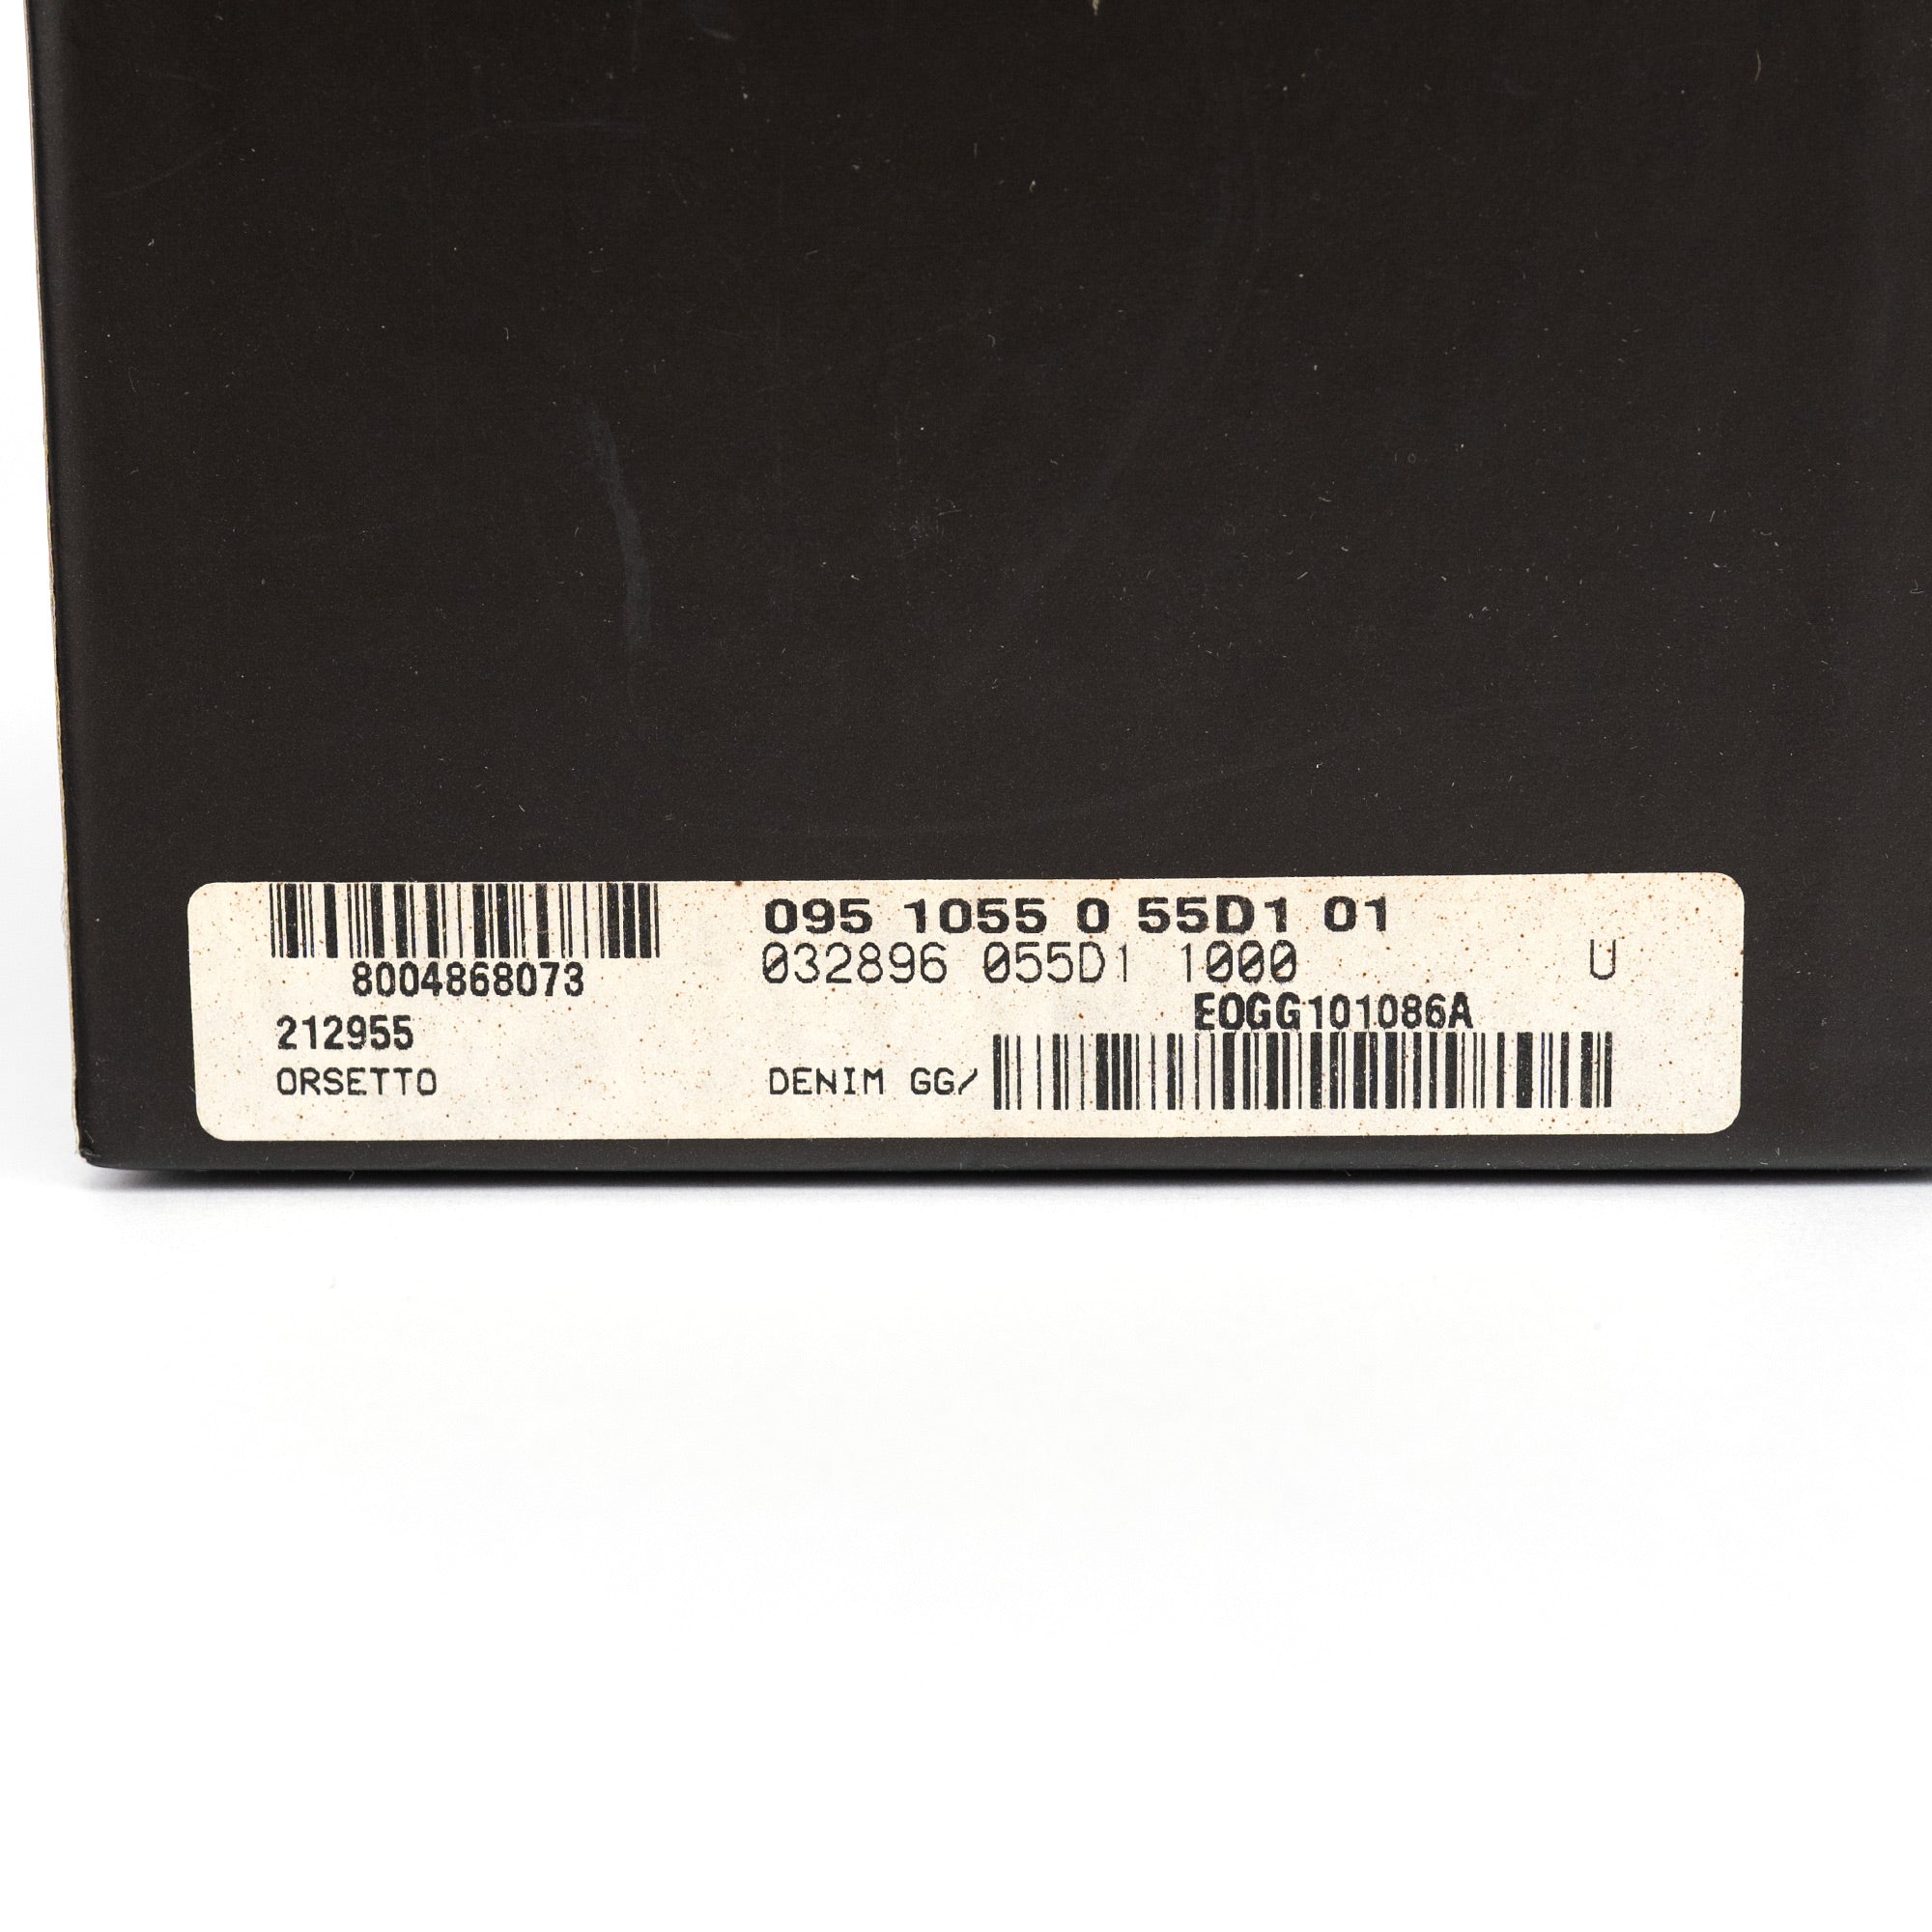 095 1055 0 55D1 01
8004868073
032896 055D1 1000 U
EOGG101086A
212955
ORSETTO DENIM GG/